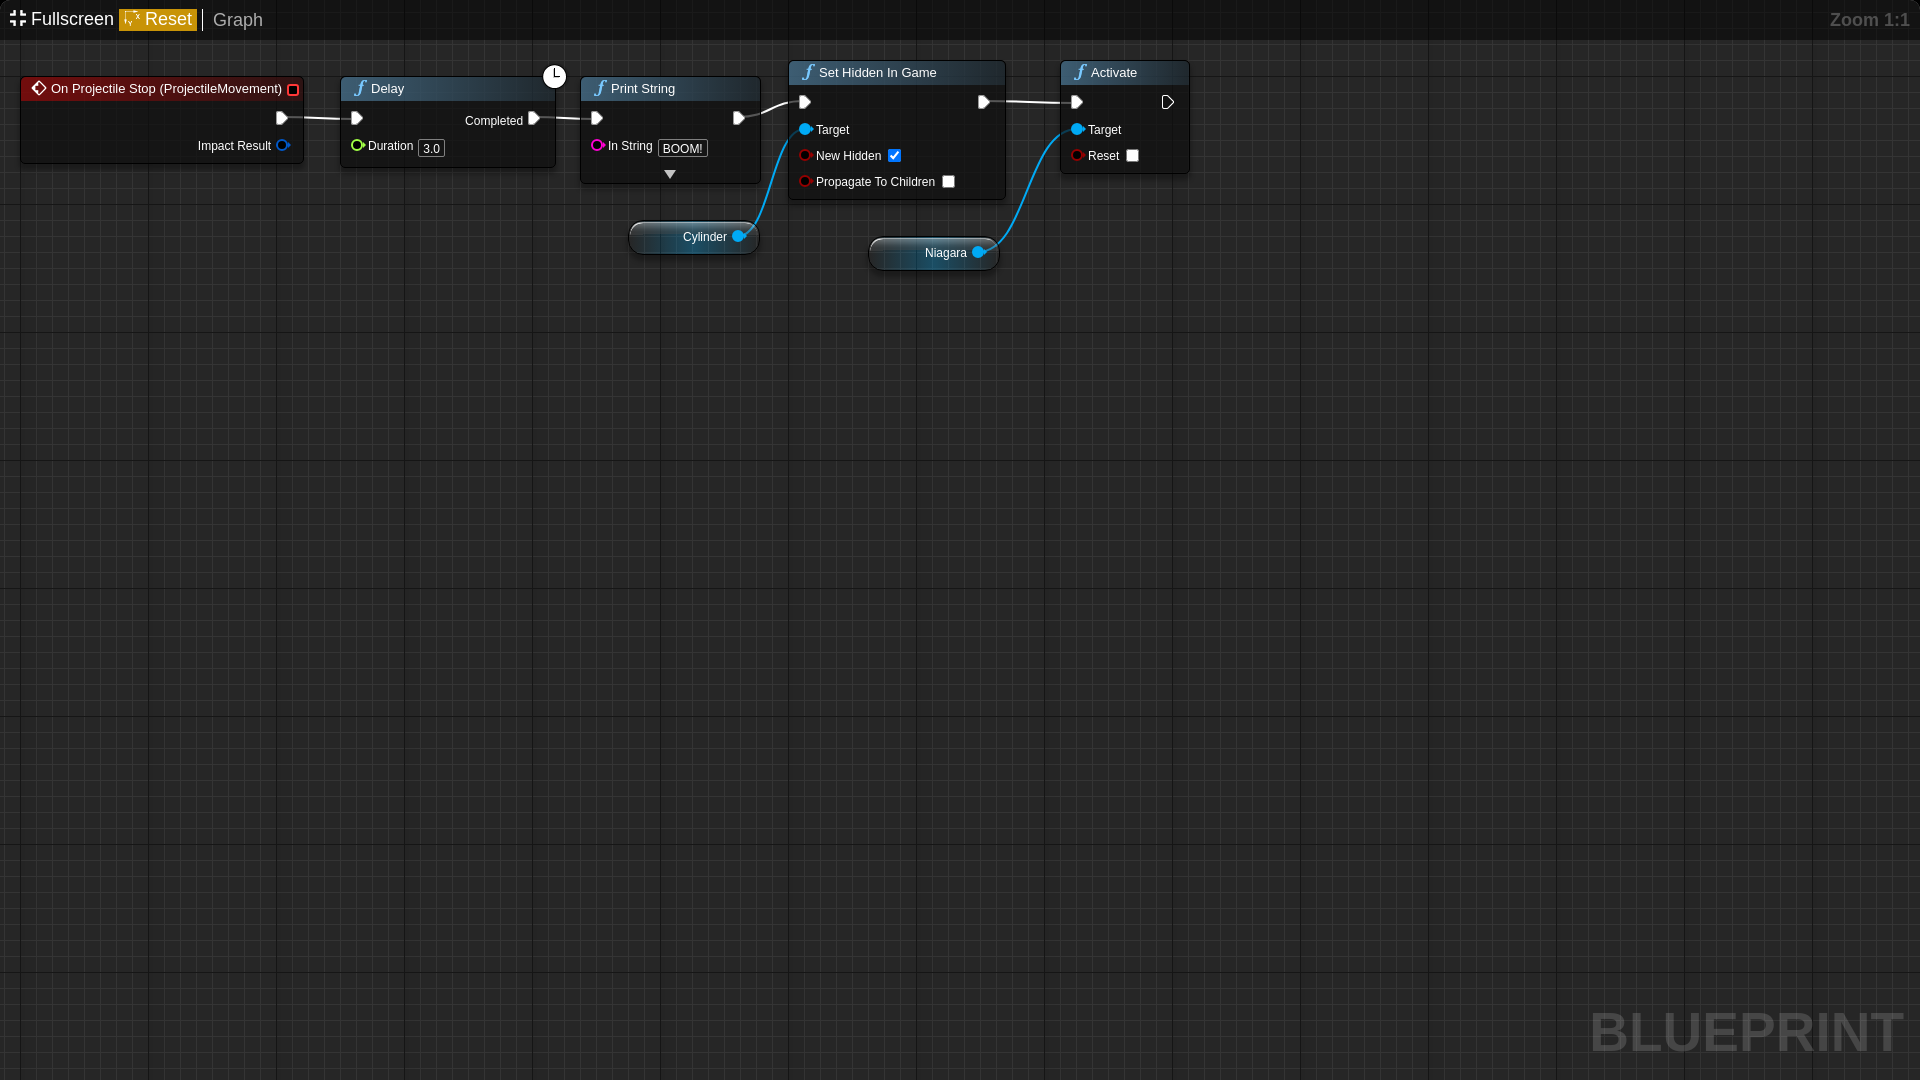 Fullscreen Reset Graph
Zoom 1:1
On Projectile Stop (ProjectileMovement)
Impact Result
Delay
Completed
Duration 3.0
Print String
In String BOOM!
Set Hidden In Game
Target
New Hidden
Propagate To Children
Activate
Target
Reset
Cylinder
Niagara
BLUEPRINT